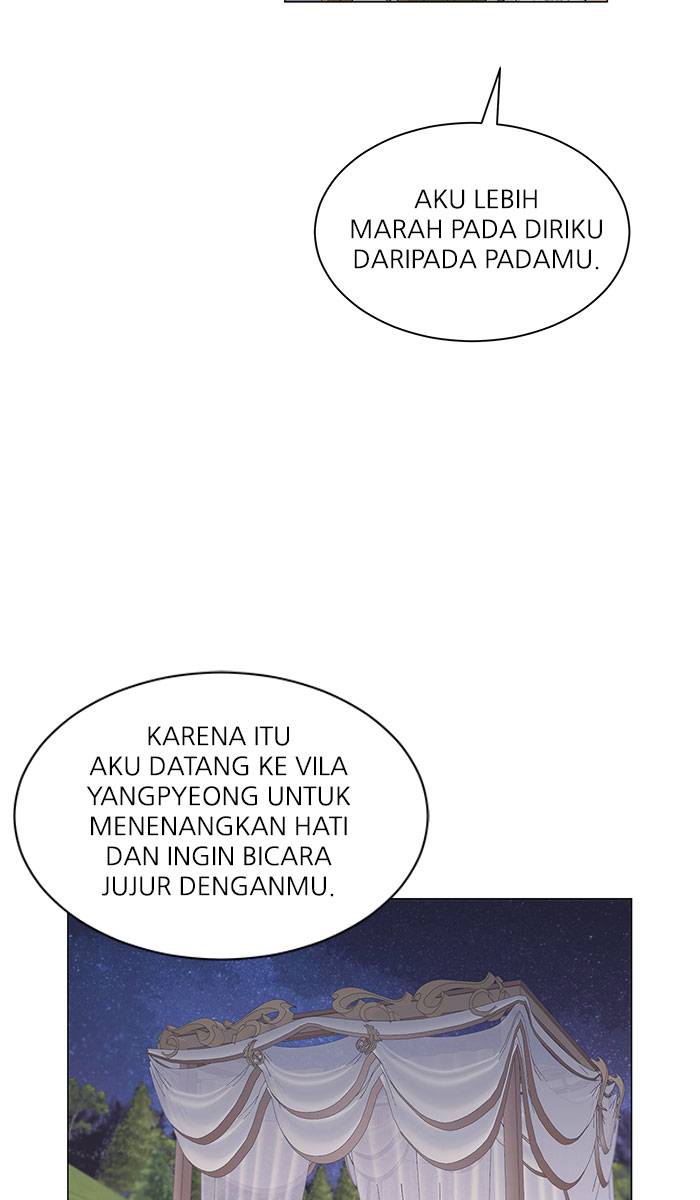 AKU LEBIH
MARAH PADA DIRIKU
DARIPADA PADAMU.
KARENA ITU
AKU DATANG KE VILA
YANGPYEONG UNTUK
MENENANGKAN HATI
DAN INGIN BICARA
JUJUR DENGANMU.